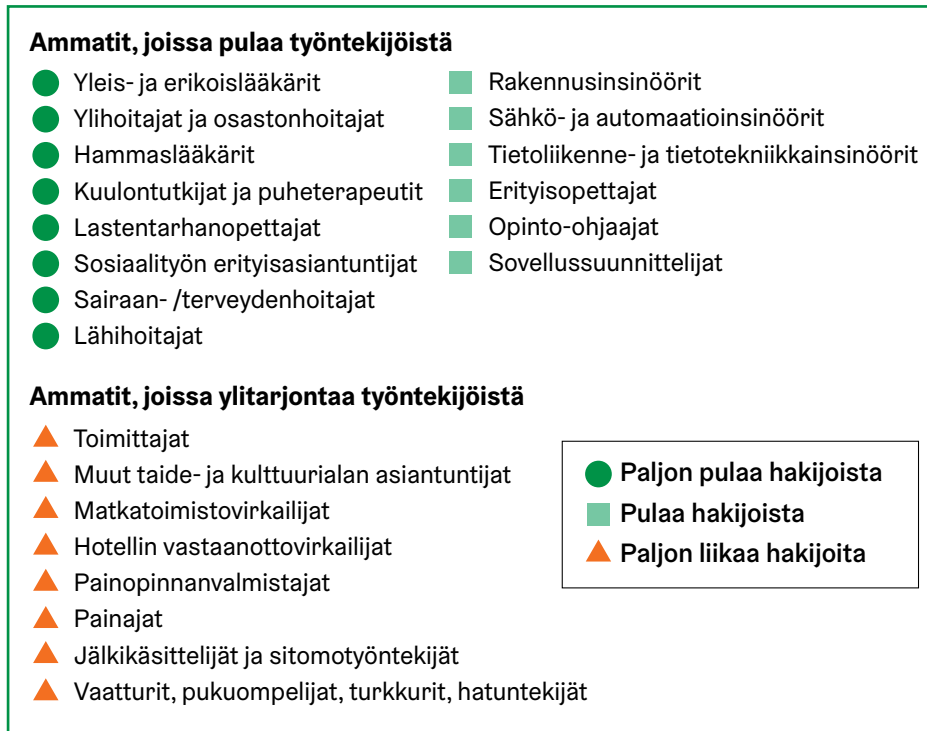 Ammatit, joissa pulaa työntekijöistä
Yleis- ja erikoislääkärit
Ylihoitajat ja osastonhoitajat
Hammaslääkärit
Kuulontutkijat ja puheterapeutit
Lastentarhanopettajat
Sosiaalityön erityisasiantuntijat
Sairaan- /terveydenhoitajat
Lähihoitajat
Rakennusinsinöörit
Sähkö- ja automaatioinsinöörit
Tietoliikenne- ja tietotekniikkainsinöörit
Erityisopettajat
Opinto-ohjaajat
Sovellussuunnittelijat
Ammatit, joissa ylitarjontaa työntekijöistä
Toimittajat
Muut taide- ja kulttuurialan asiantuntijat
Matkatoimistovirkailijat
Hotellin vastaanottovirkailijat
Painopinnanvalmistajat
Painajat
Jälkikäsittelijät ja sitomotyöntekijät
Vaatturit, pukuompelijat, turkkurit, hatuntekijät
Paljon pulaa hakijoista
Pulaa hakijoista
Paljon liikaa hakijoita